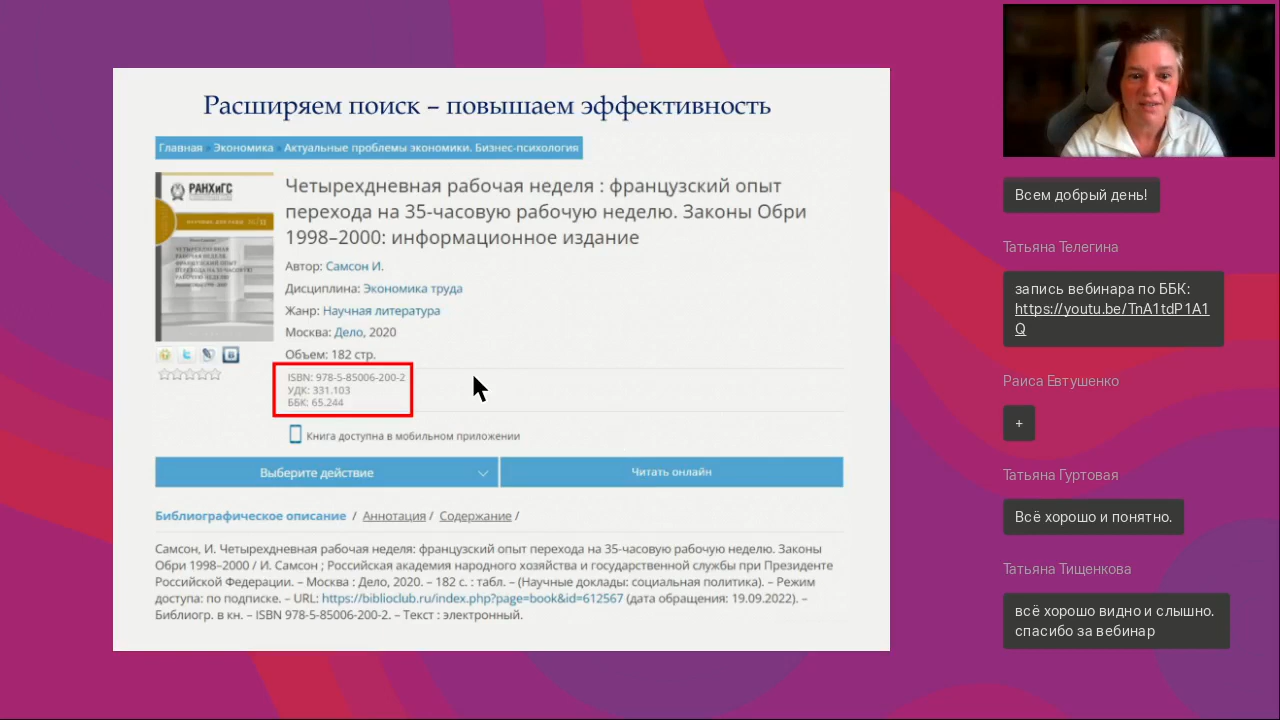 Расширяем поиск – повышаем эффективность
Главная » Экономика » Актуальные проблемы экономики. Бизнес-психология
РАНХиГС
Четырехдневная рабочая неделя : французский опыт
перехода на 35-часовую рабочую неделю. Законы Обри
1998–2000: информационное издание
Автор: Самсон И.
Дисциплина: Экономика труда
Жанр: Научная литература
Москва: Дело, 2020
Объем: 182 стр.
ISBN: 978-5-85006-200-2
УДК: 331.103
ББК: 65.244
Книга доступна в мобильном приложении
Выберите действие
Читать онлайн
Библиографическое описание / Аннотация / Содержание /
Самсон, И. Четырехдневная рабочая неделя: французский опыт перехода на 35-часовую рабочую неделю. Законы
Обри 1998–2000 / И. Самсон ; Российская академия народного хозяйства и государственной службы при Президенте
Российской Федерации. – Москва : Дело, 2020. – 182 с. : табл. – (Научные доклады: социальная политика). – Режим
доступа: по подписке. – URL: https://biblioclub.ru/index.php?page=book&id=612567 (дата обращения: 19.09.2022). –
Библиогр. в кн. – ISBN 978-5-85006-200-2. – Текст : электронный.
Всем добрый день!
Татьяна Телегина
запись вебинара по ББК:
https://youtu.be/TnA1tdP1A1
Q
Раиса Евтушенко
+
Татьяна Гуртовая
Всё хорошо и понятно.
Татьяна Тищенкова
всё хорошо видно и слышно.
спасибо за вебинар